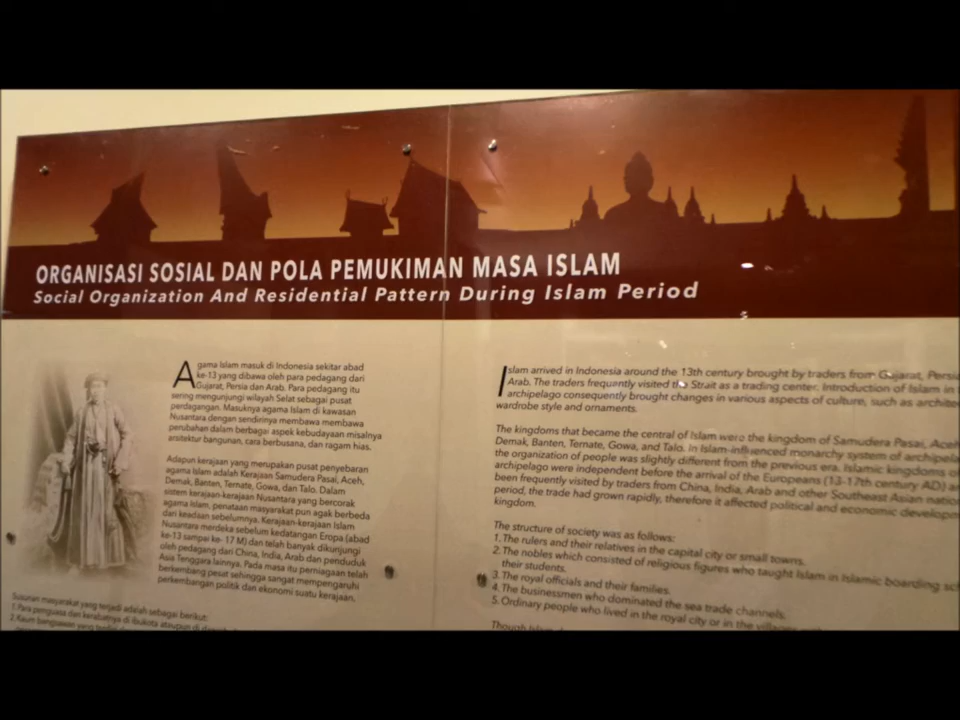 ORGANISASI SOSIAL DAN POLA PEMUKIMAN MASA ISLAM
Social Organization And Residential Pattern During Islam Period
Agama Islam masuk di Indonesia sekitar abad
ke-13 yang dibawa oleh para pedagang dari
Gujarat, Persia dan Arab. Para pedagang itu
sering mengunjungi wilayah Selat sebagai pusat
perdagangan. Masuknya agama Islam di kawasan
Nusantara dengan sendirinya membawa membawa
perubahan dalam berbagai aspek kebudayaan misalnya
arsitektur bangunan, cara berbusana, dan ragam hias.
Adapun kerajaan yang merupakan pusat penyebaran
agama Islam adalah Kerajaan Samudera Pasai, Aceh,
Demak, Banten, Ternate, Gowa, dan Talo. Dalam
sistem kerajaan-kerajaan Nusantara yang bercorak
agama Islam, penataan masyarakat pun agak berbeda
dari keadaan sebelumnya. Kerajaan-kerajaan Islam
Nusantara merdeka sebelum kedatangan Eropa (abad
ke-13 sampai ke- 17 M) dan telah banyak dikunjungi
oleh pedagang dari China, India, Arab dan penduduk
Asia Tenggara lainnya. Pada masa itu perniagaan telah
berkembang pesat sehingga sangat mempengaruhi
perkembangan politik dan ekonomi suatu kerajaan,
Susunan masyarakat yang terjadi adalah sebagai berikut:
1. Para penguasa dan kerabatnya di ibukota ataupun di
2. Kaum bangsawan yang
Islam arrived in Indonesia around the 13th century brought by traders from Gujarat,
Arab. The traders frequently visited the Strait as a trading center. Introduction of Islam in
archipelago consequently brought changes in various aspects of culture, such as
wardrobe style and ornaments.
The kingdoms that became the central of Islam were the kingdom of Samudera Pasai, Aceh
Demak, Banten, Ternate, Gowa, and Talo. In Islam-influenced monarchy system of
the organization of people was slightly different from the previous era. Islamic kingdoms
archipelago were independent before the arrival of the Europeans (13-17th century AD)
been frequently visited by traders from China, India, Arab and other Southeast Asian
period, the trade had grown rapidly, therefore it affected political and economic
kingdom.
The structure of society was as follows:
1. The rulers and their relatives in the capital city or small towns.
2. The nobles which consisted of religious figures who taught Islam in Islamic boarding
their students.
3. The royal officials and their families.
4. The businessmen who dominated the sea trade channels.
5. Ordinary people who lived in the royal city or in the
Though